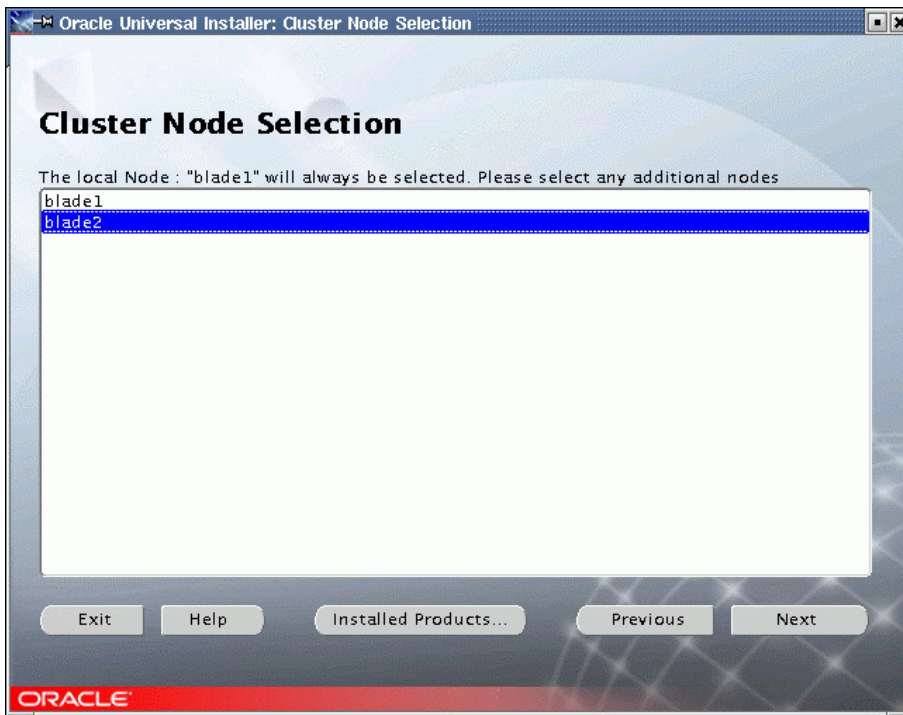 Oracle Universal Installer: Cluster Node Selection
Cluster Node Selection
The local Node : "blade1" will always be selected. Please select any additional nodes
blade1
blade2
Exit Help Installed Products... Previous Next
ORACLE